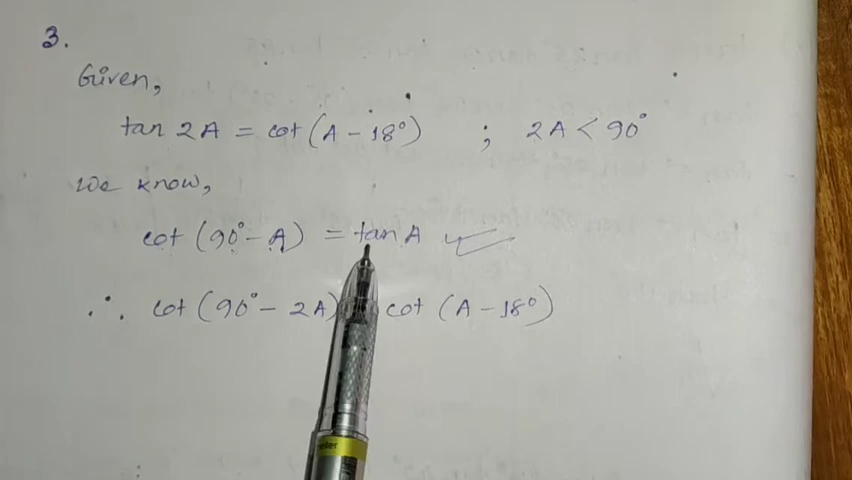 3.
Given,
tan 2A = cot (A - 18°) ; 2A < 90°
We know,
cot (90° - A) = tan A
∴ cot (90° - 2A) cot (A - 18°)